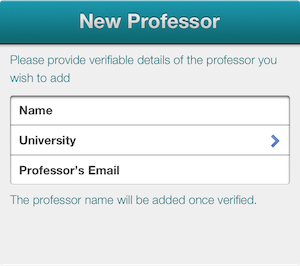 New Professor
Please provide verifiable details of the professor you
wish to add
Name
University
Professor's Email
The professor name will be added once verified.